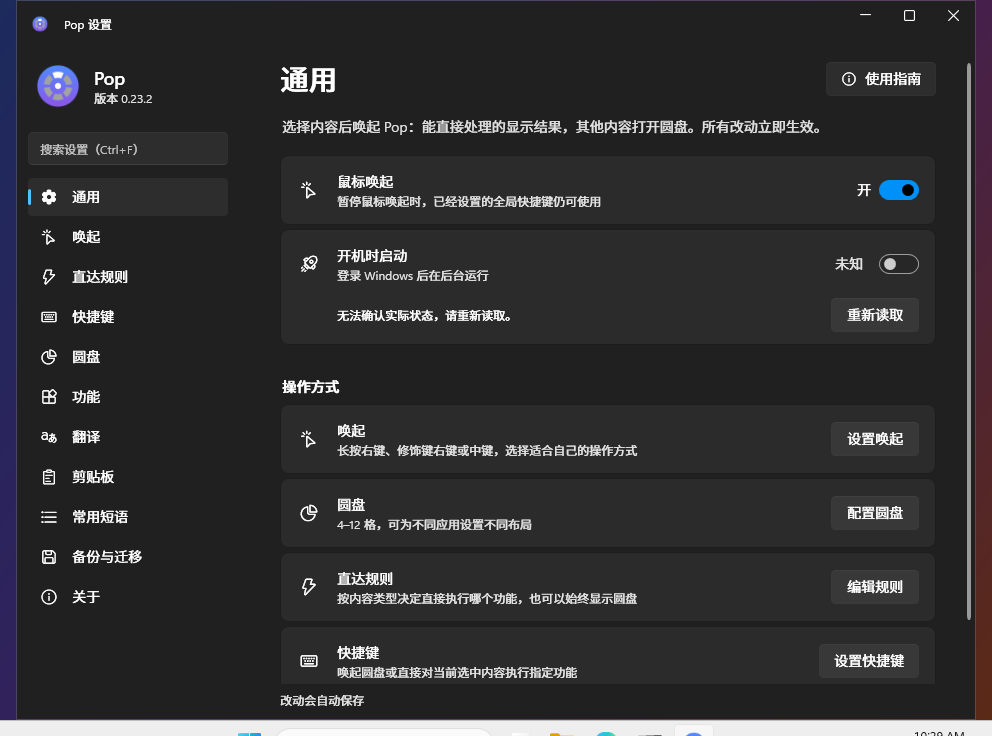 Pop 设置
Pop
版本 0.23.2
搜索设置（Ctrl+F）
通用
唤起
直达规则
快捷键
圆盘
功能
翻译
剪贴板
常用短语
备份与迁移
关于
通用
使用指南
选择内容后唤起 Pop：能直接处理的显示结果，其他内容打开圆盘。所有改动立即生效。
鼠标唤起
暂停鼠标唤起时，已经设置的全局快捷键仍可使用
开
开机时启动
登录 Windows 后在后台运行
未知
无法确认实际状态，请重新读取。
重新读取
操作方式
唤起
长按右键、修饰键右键或中键，选择适合自己的操作方式
设置唤起
圆盘
4–12 格，可为不同应用设置不同布局
配置圆盘
直达规则
按内容类型决定直接执行哪个功能，也可以始终显示圆盘
编辑规则
快捷键
唤起圆盘或直接对当前选中内容执行指定功能
设置快捷键
改动会自动保存
10:29 AM